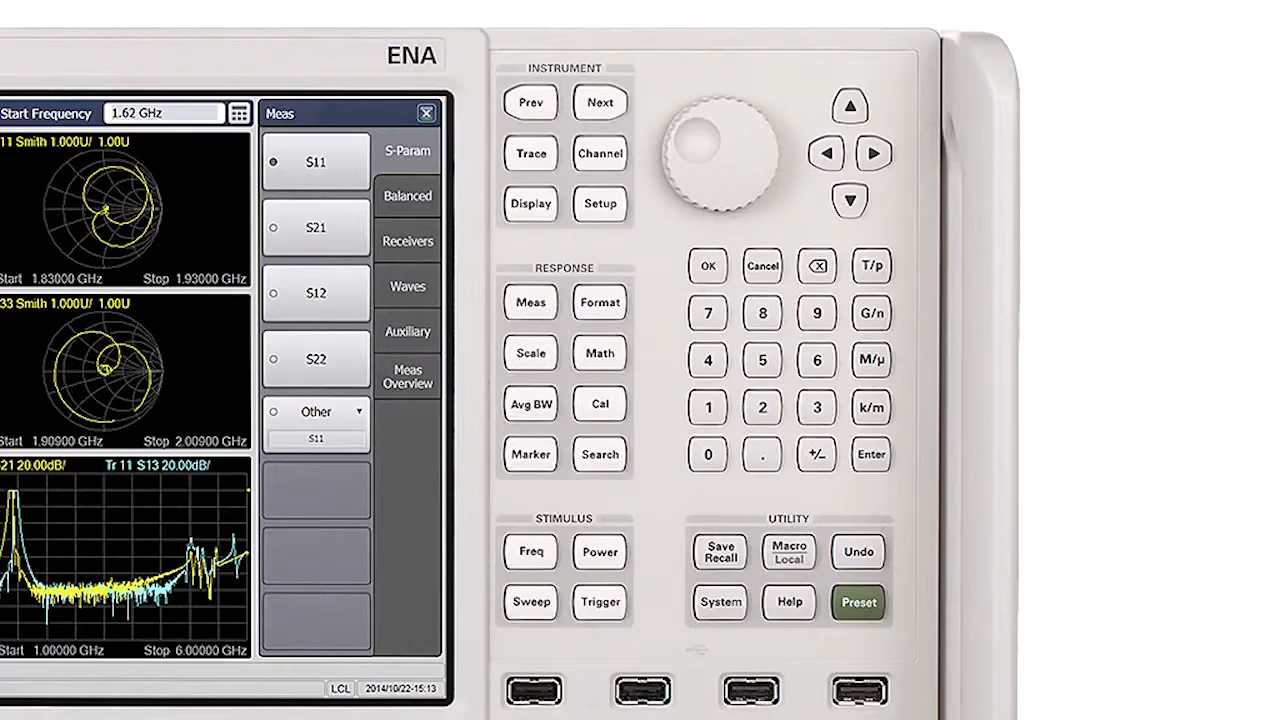 ENA
Start Frequency 1.62 GHz
Meas
11 Smith 1.000U/ 1.00U
Start 1.83000 GHz Stop 1.93000 GHz
33 Smith 1.000U/ 1.00U
Start 1.90900 GHz Stop 2.00900 GHz
S21 20.00dB/ Tr 11 S13 20.00dB/
Start 1.00000 GHz Stop 6.00000 GHz
S11
S21
S12
S22
Other
S11
S-Param
Balanced
Receivers
Waves
Auxiliary
Meas
Overview
LCL 2014/10/22-15:13
INSTRUMENT
Prev Next
Trace Channel
Display Setup
RESPONSE
Meas Format
Scale Math
Avg BW Cal
Marker Search
STIMULUS
Freq Power
Sweep Trigger
OK Cancel T/p
7 8 9 G/n
4 5 6 M/µ
1 2 3 k/m
0 . +/− Enter
UTILITY
Save
Recall
Macro
Local
Undo
System Help Preset